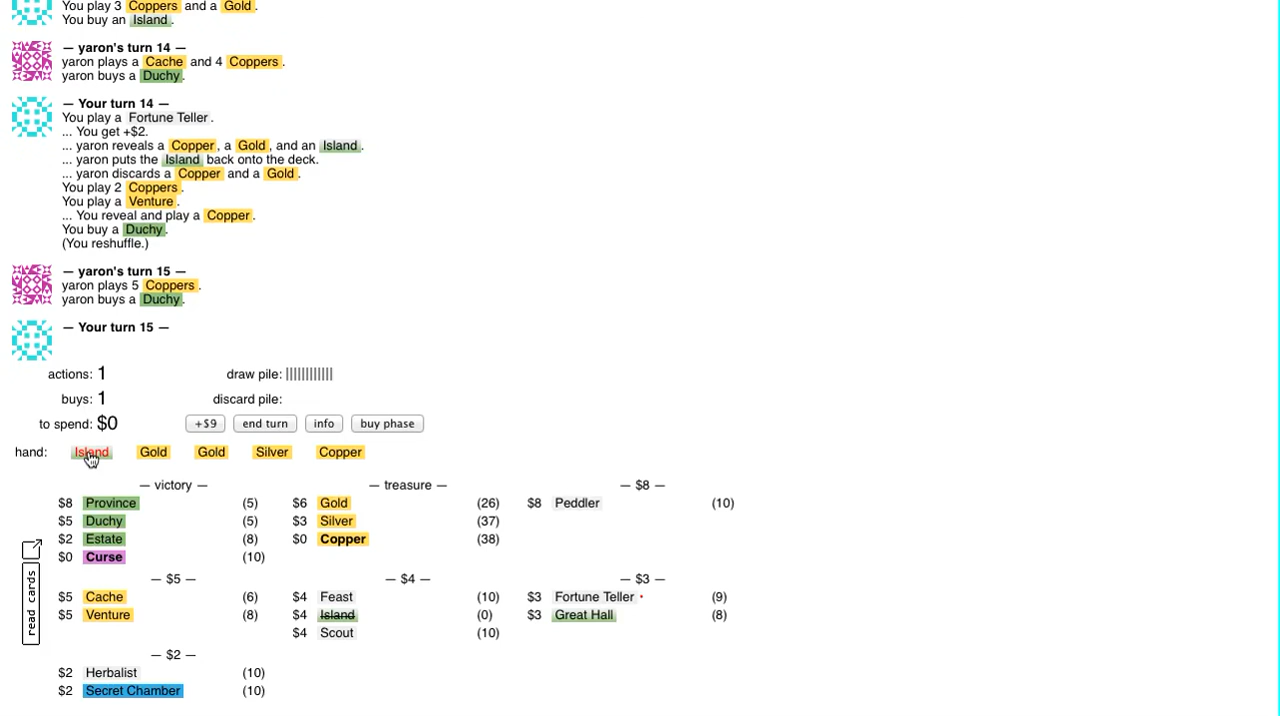 You play 3 Coppers and a Gold.
You buy an Island.
— yaron's turn 14 —
yaron plays a Cache and 4 Coppers.
yaron buys a Duchy.
— Your turn 14 —
You play a Fortune Teller.
... You get +$2.
... yaron reveals a Copper, a Gold, and an Island.
... yaron puts the Island back onto the deck.
... yaron discards a Copper and a Gold.
You play 2 Coppers.
You play a Venture.
... You reveal and play a Copper.
You buy a Duchy.
(You reshuffle.)
— yaron's turn 15 —
yaron plays 5 Coppers.
yaron buys a Duchy.
— Your turn 15 —
actions: 1 draw pile: ||||||||||||
buys: 1 discard pile:
to spend: $0 +$9 end turn info buy phase
hand: Island Gold Gold Silver Copper
— victory — — treasure — — $8 —
$8 Province (5) $6 Gold (26) $8 Peddler (10)
$5 Duchy (5) $3 Silver (37)
$2 Estate (8) $0 Copper (38)
$0 Curse (10)
— $5 — — $4 — — $3 —
$5 Cache (6) $4 Feast (10) $3 Fortune Teller • (9)
$5 Venture (8) $4 Island (0) $3 Great Hall (8)
$4 Scout (10)
— $2 —
$2 Herbalist (10)
$2 Secret Chamber (10)
read cards